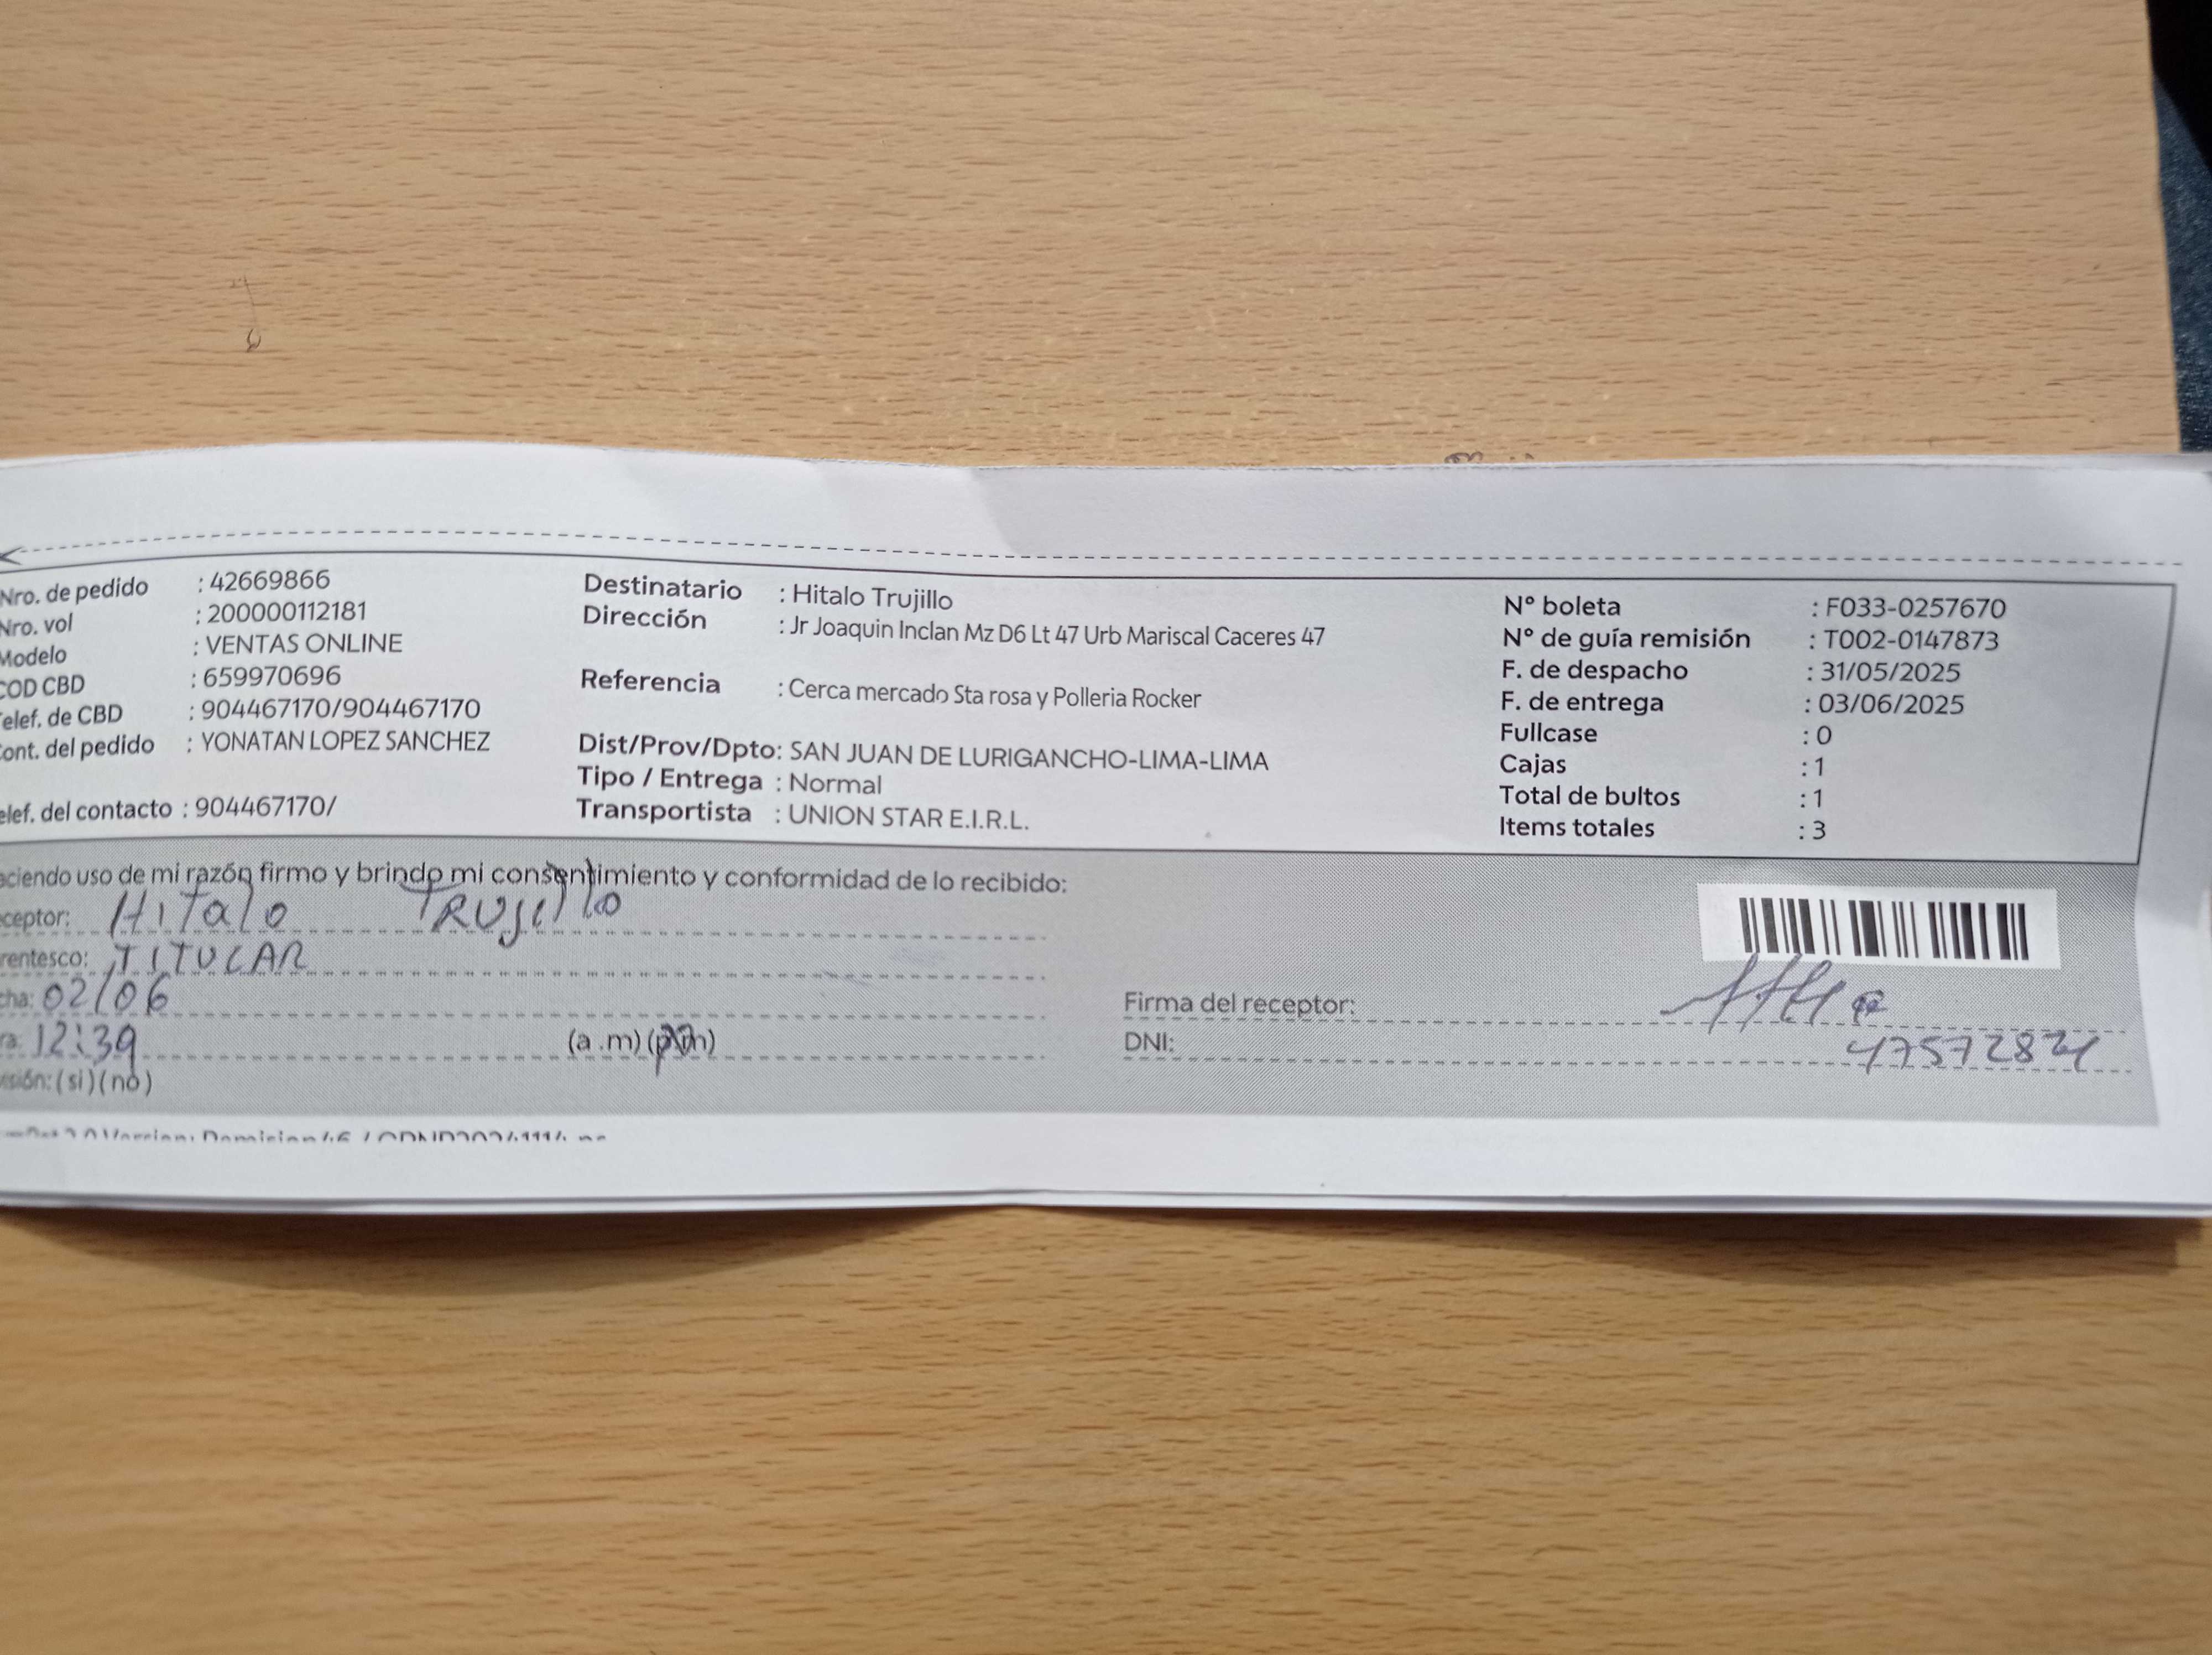 Nro. de pedido : 42669866
Nro. vol : 200000112181
Modelo : VENTAS ONLINE
COD CBD : 659970696
Telef. de CBD : 904467170/904467170
Cont. del pedido : YONATAN LOPEZ SANCHEZ
elef. del contacto : 904467170/
Destinatario : Hitalo Trujillo
Dirección : Jr Joaquin Inclan Mz D6 Lt 47 Urb Mariscal Caceres 47
Referencia : Cerca mercado Sta rosa y Polleria Rocker
Dist/Prov/Dpto: SAN JUAN DE LURIGANCHO-LIMA-LIMA
Tipo / Entrega : Normal
Transportista : UNION STAR E.I.R.L.
N° boleta : F033-0257670
N° de guía remisión : T002-0147873
F. de despacho : 31/05/2025
F. de entrega : 03/06/2025
Fullcase : 0
Cajas : 1
Total de bultos : 1
Items totales : 3
aciendo uso de mi razón firmo y brindo mi consentimiento y conformidad de lo recibido:
ceptor: Hitalo Trujillo
rentesco: TITULAR
cha: 02/06
ra: 12:39 (a.m) (pm)
isión: (si) (no)
Firma del receptor:
DNI: